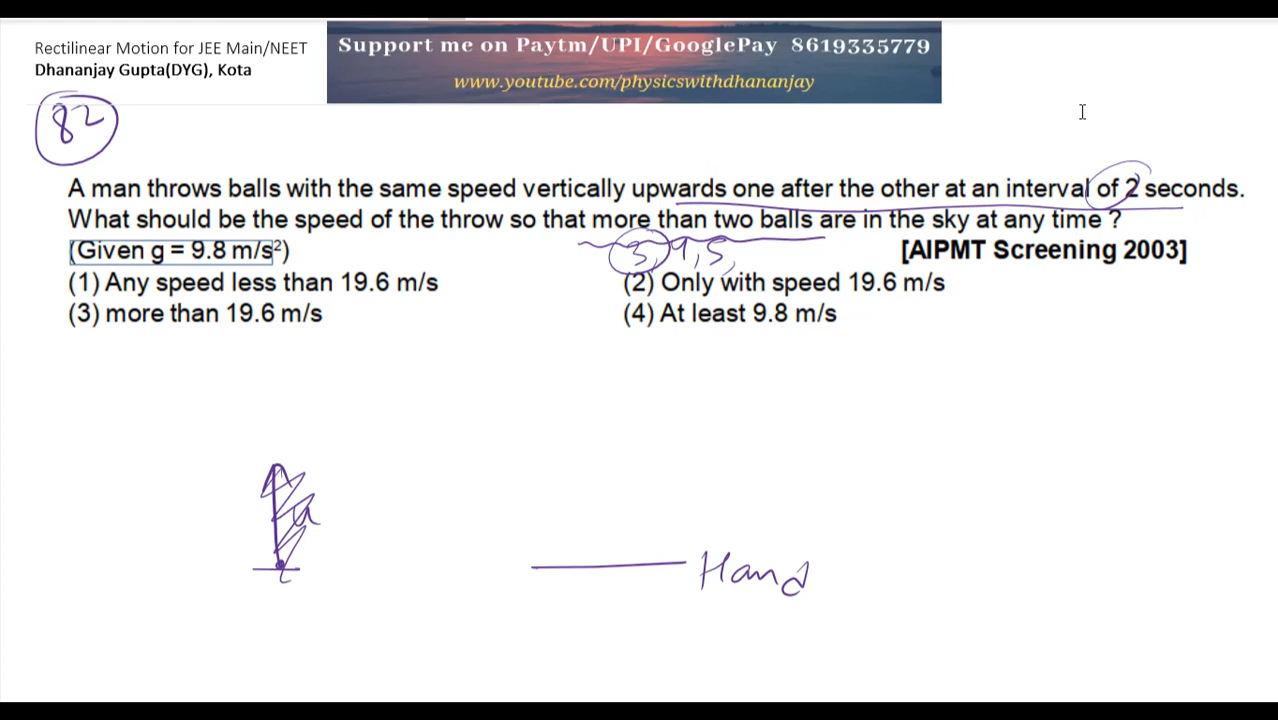 Rectilinear Motion for JEE Main/NEET
Dhananjay Gupta(DYG), Kota
Support me on Paytm/UPI/GooglePay 8619335779
www.youtube.com/physicswithdhananjay
82
A man throws balls with the same speed vertically upwards one after the other at an interval of 2 seconds.
What should be the speed of the throw so that more than two balls are in the sky at any time ?
(Given g = 9.8 m/s²) [AIPMT Screening 2003]
3, 4, 5,
(1) Any speed less than 19.6 m/s (2) Only with speed 19.6 m/s
(3) more than 19.6 m/s (4) At least 9.8 m/s
u
Hand